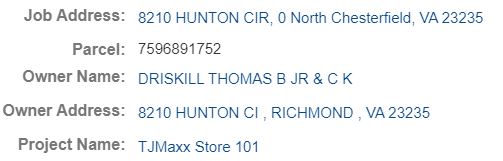 Job Address: 8210 HUNTON CIR, 0 North Chesterfield, VA 23235
Parcel: 7596891752
Owner Name: DRISKILL THOMAS B JR & C K
Owner Address: 8210 HUNTON CI , RICHMOND , VA 23235
Project Name: TJMaxx Store 101